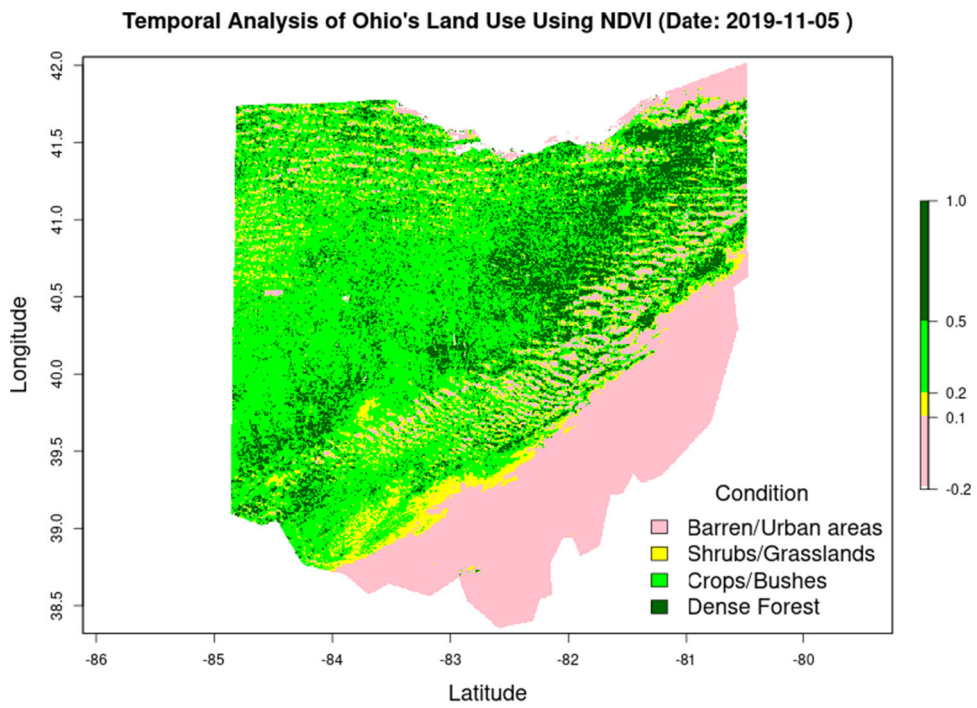 Temporal Analysis of Ohio's Land Use Using NDVI (Date: 2019-11-05 )
Longitude
42.0
41.5
41.0
40.5
40.0
39.5
39.0
38.5
1.0
0.5
0.2
0.1
-0.2
Condition
Barren/Urban areas
Shrubs/Grasslands
Crops/Bushes
Dense Forest
-86 -85 -84 -83 -82 -81 -80
Latitude